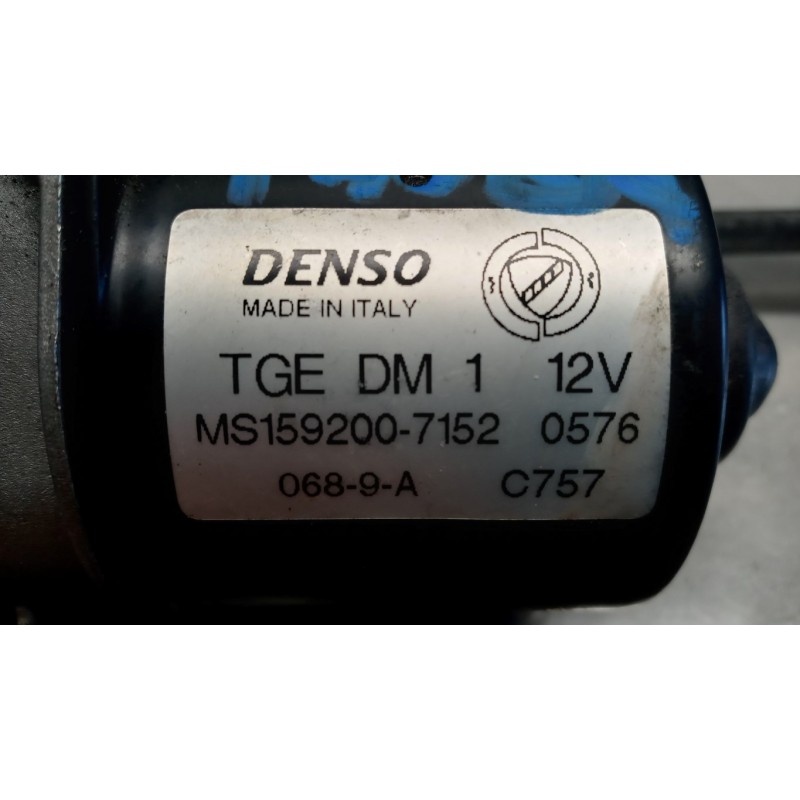 DENSO
MADE IN ITALY
TGE DM 1 12V
MS159200-7152 0576
068-9-A C757